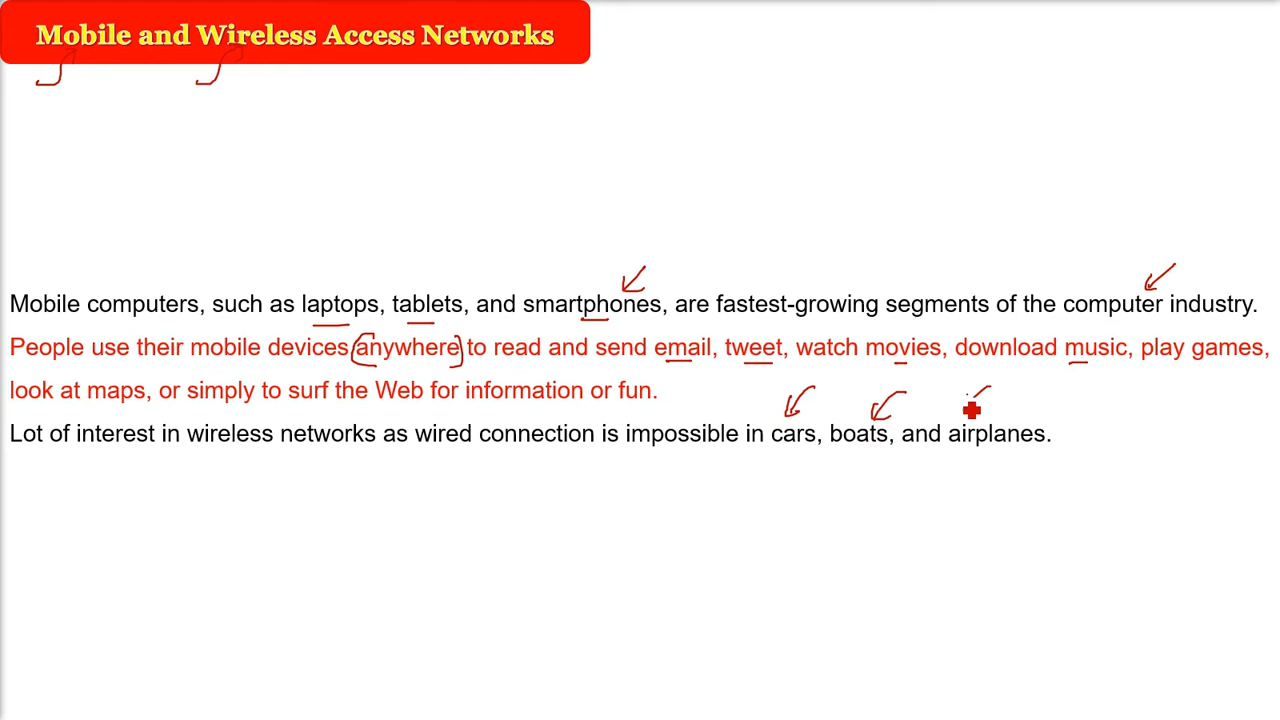 Mobile and Wireless Access Networks
Mobile computers, such as laptops, tablets, and smartphones, are fastest-growing segments of the computer industry.
People use their mobile devices anywhere to read and send email, tweet, watch movies, download music, play games,
look at maps, or simply to surf the Web for information or fun.
Lot of interest in wireless networks as wired connection is impossible in cars, boats, and airplanes.